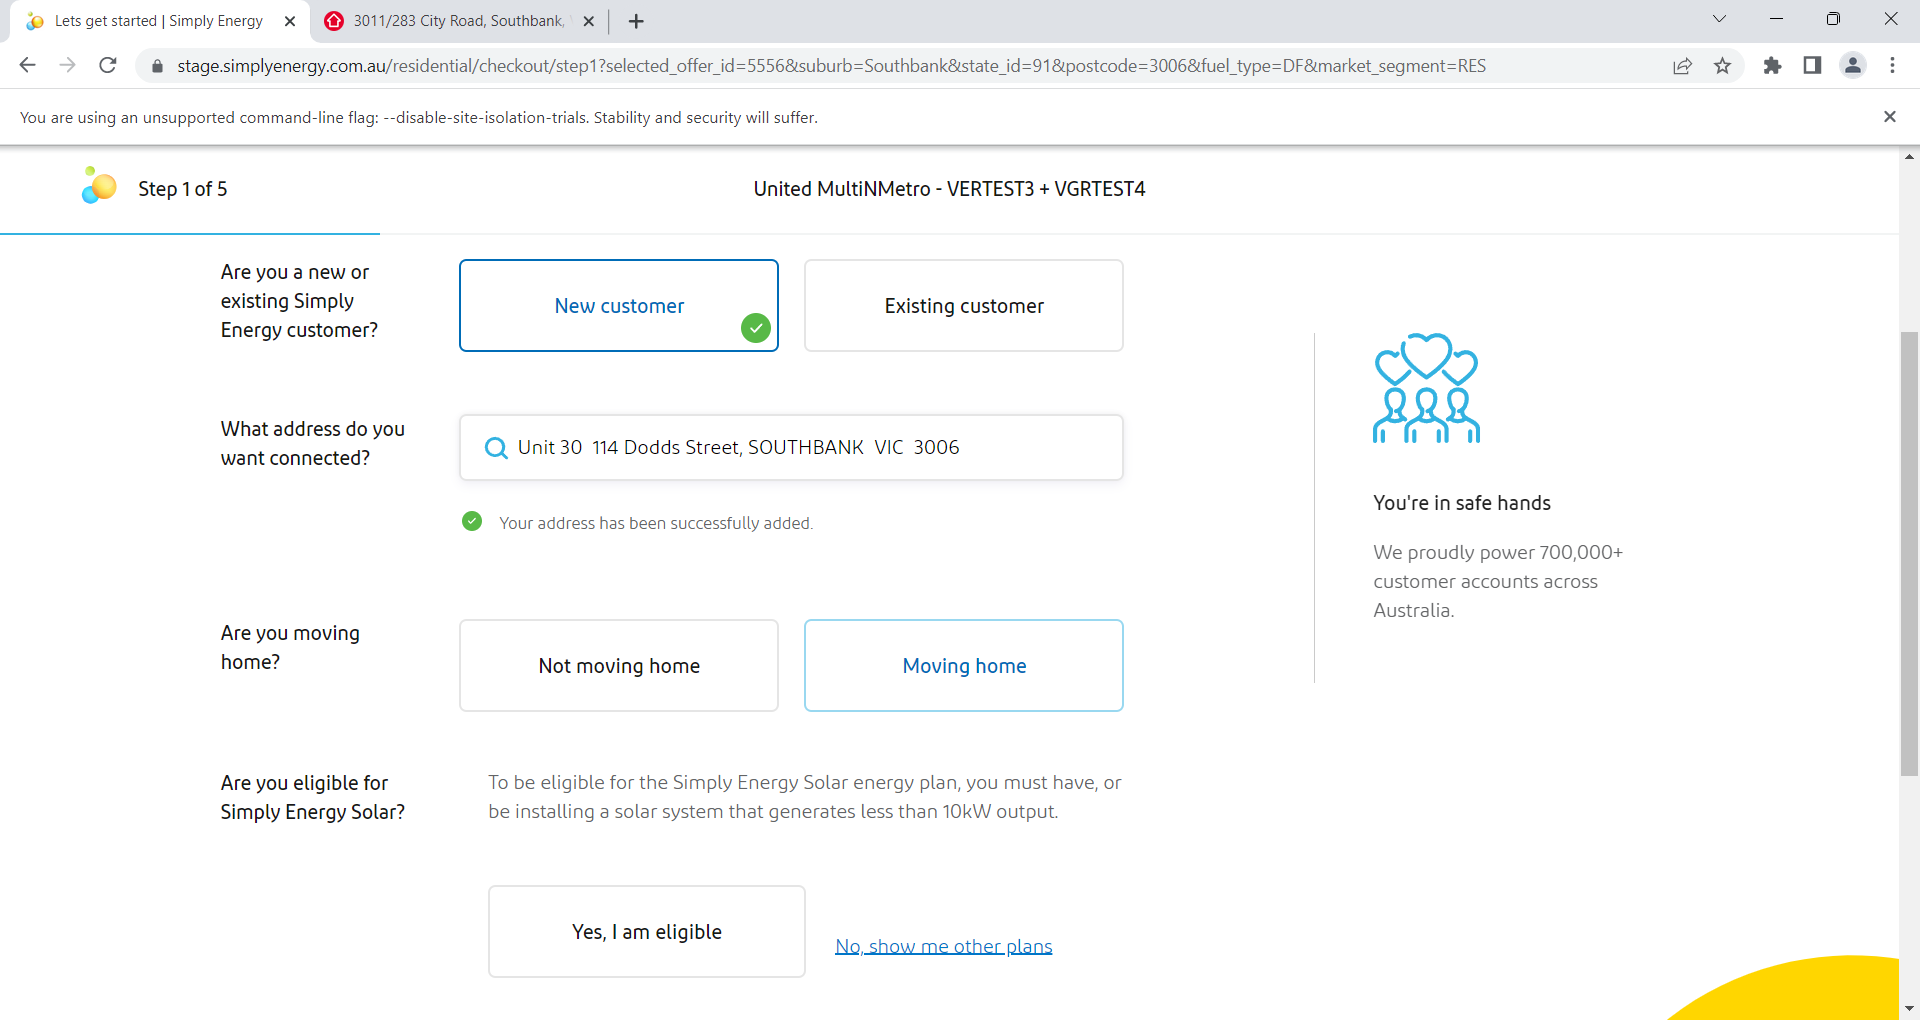 Lets get started | Simply Energy
3011/283 City Road, Southbank,
stage.simplyenergy.com.au/residential/checkout/step1?selected_offer_id=5556&suburb=Southbank&state_id=91&postcode=3006&fuel_type=DF&market_segment=RES
You are using an unsupported command-line flag: --disable-site-isolation-trials. Stability and security will suffer.
Step 1 of 5
United MultiNMetro - VERTEST3 + VGRTEST4
Are you a new or
existing Simply
Energy customer?
New customer
Existing customer
What address do you
want connected?
Unit 30  114 Dodds Street, SOUTHBANK  VIC  3006
Your address has been successfully added.
You're in safe hands
We proudly power 700,000+
customer accounts across
Australia.
Are you moving
home?
Not moving home
Moving home
Are you eligible for
Simply Energy Solar?
To be eligible for the Simply Energy Solar energy plan, you must have, or
be installing a solar system that generates less than 10kW output.
Yes, I am eligible
No, show me other plans